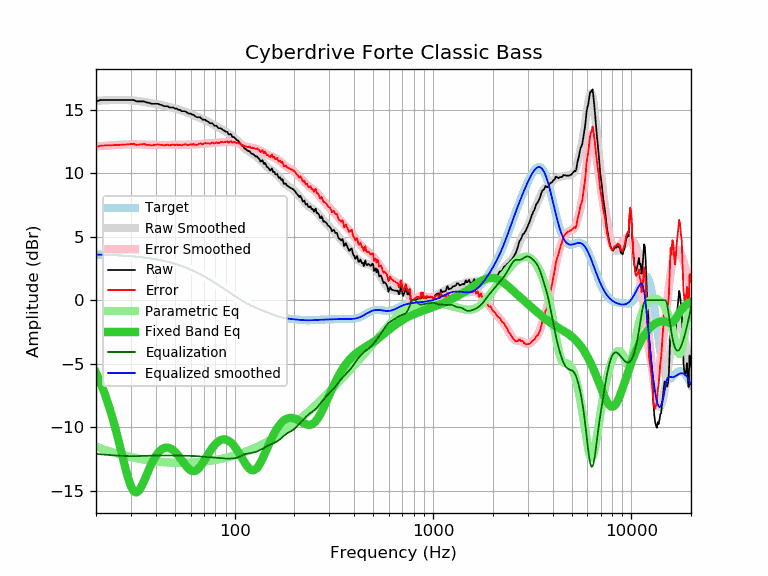 Cyberdrive Forte Classic Bass
Amplitude (dBr)
15
10
5
0
−5
−10
−15
Target
Raw Smoothed
Error Smoothed
Raw
Error
Parametric Eq
Fixed Band Eq
Equalization
Equalized smoothed
100
1000
10000
Frequency (Hz)